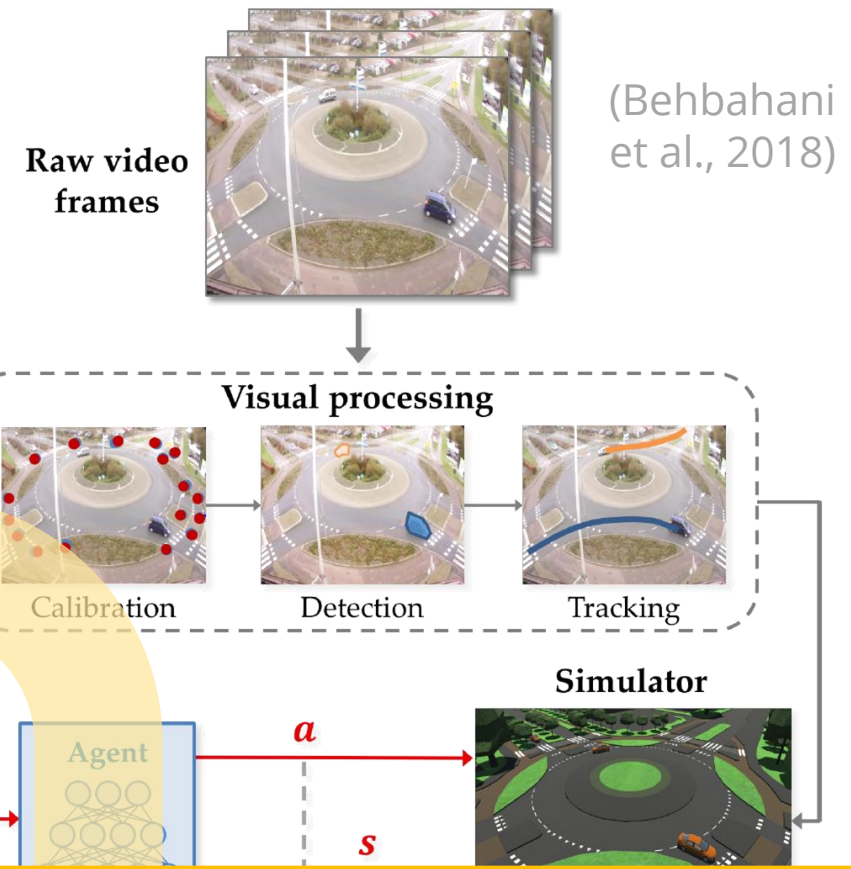 (Behbahani
et al., 2018)
Raw video
frames
Visual processing
Calibration
Detection
Tracking
Simulator
a
Agent
s